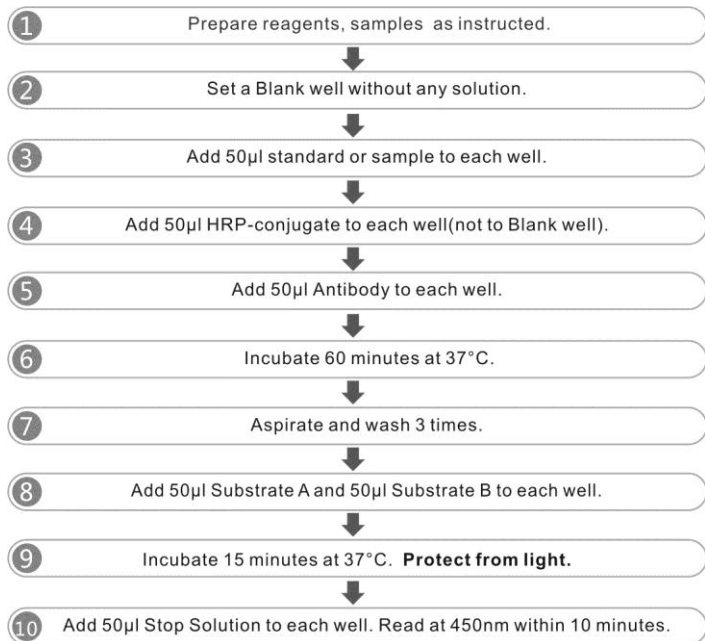 1 Prepare reagents, samples as instructed.
2 Set a Blank well without any solution.
3 Add 50μl standard or sample to each well.
4 Add 50μl HRP-conjugate to each well(not to Blank well).
5 Add 50μl Antibody to each well.
6 Incubate 60 minutes at 37°C.
7 Aspirate and wash 3 times.
8 Add 50μl Substrate A and 50μl Substrate B to each well.
9 Incubate 15 minutes at 37°C. Protect from light.
10 Add 50μl Stop Solution to each well. Read at 450nm within 10 minutes.